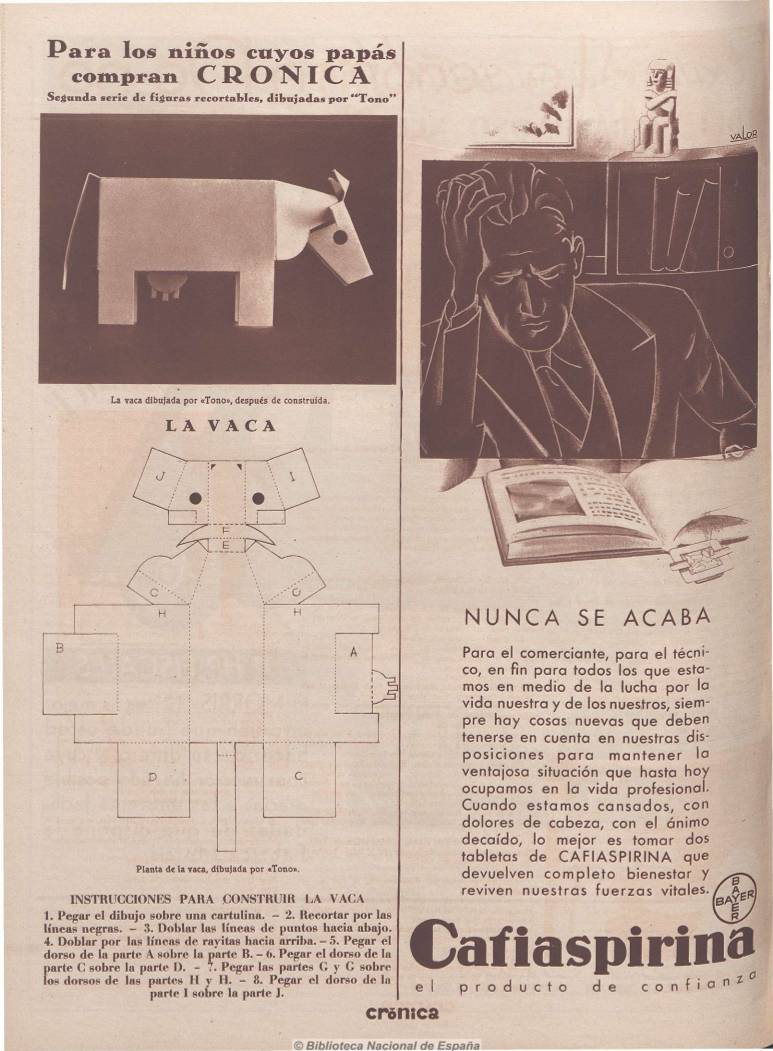 Para los niños cuyos papás
compran CRONICA
Segunda serie de figuras recortables, dibujadas por "Tono"
La vaca dibujada por «Tono», después de construida.
LA VACA
J
I
F
E
G
G
H
H
B
A
D
C
Planta de la vaca, dibujada por «Tono».
INSTRUCCIONES PARA CONSTRUIR LA VACA
1. Pegar el dibujo sobre una cartulina. – 2. Recortar por las
líneas negras. – 3. Doblar las líneas de puntos hacia abajo.
4. Doblar por las líneas de rayitas hacia arriba. – 5. Pegar el
dorso de la parte A sobre la parte B. – 6. Pegar el dorso de la
parte C sobre la parte D. – 7. Pegar las partes G y G sobre
los dorsos de las partes H y H. – 8. Pegar el dorso de la
parte I sobre la parte J.
VALOR
NUNCA SE ACABA
Para el comerciante, para el técni-
co, en fin para todos los que esta-
mos en medio de la lucha por la
vida nuestra y de los nuestros, siem-
pre hay cosas nuevas que deben
tenerse en cuenta en nuestras dis-
posiciones para mantener la
ventajosa situación que hasta hoy
ocupamos en la vida profesional.
Cuando estamos cansados, con
dolores de cabeza, con el ánimo
decaído, lo mejor es tomar dos
tabletas de CAFIASPIRINA que
devuelven completo bienestar y
reviven nuestras fuerzas vitales.
BAYER
BAYER
Cafiaspirina
el producto de confianza
crónica
© Biblioteca Nacional de España